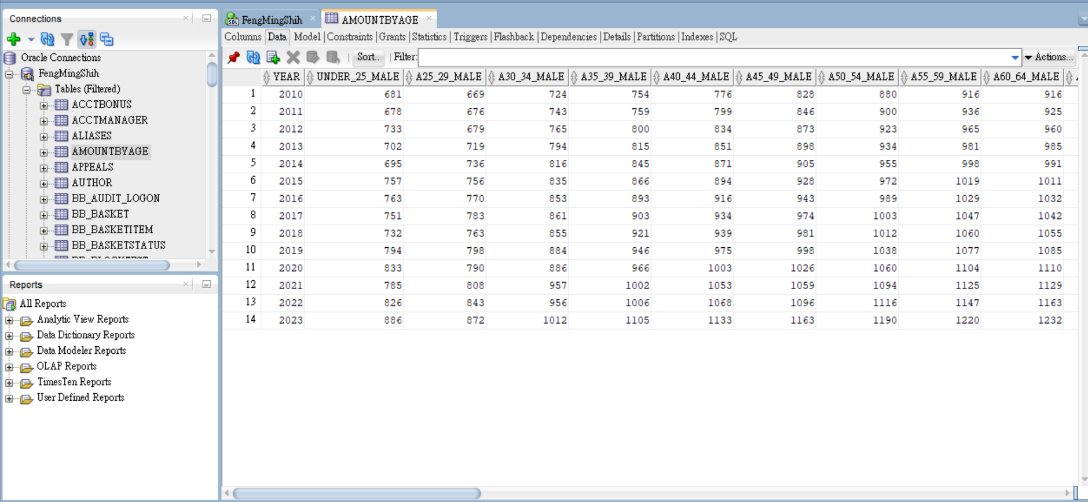 Connections
Oracle Connections
FengMingShih
Tables (Filtered)
ACCTBONUS
ACCTMANAGER
ALIASES
AMOUNTBYAGE
APPEALS
AUTHOR
BB_AUDIT_LOGON
BB_BASKET
BB_BASKETITEM
BB_BASKETSTATUS
Reports
All Reports
Analytic View Reports
Data Dictionary Reports
Data Modeler Reports
OLAP Reports
TimesTen Reports
User Defined Reports
FengMingShih AMOUNTBYAGE
Columns Data Model Constraints Grants Statistics Triggers Flashback Dependencies Details Partitions Indexes SQL
Sort.. Filter: Actions...
YEAR UNDER_25_MALE A25_29_MALE A30_34_MALE A35_39_MALE A40_44_MALE A45_49_MALE A50_54_MALE A55_59_MALE A60_64_MALE
1 2010 681 669 724 754 776 828 880 916 916
2 2011 678 676 743 759 799 846 900 936 925
3 2012 733 679 765 800 834 873 923 965 960
4 2013 702 719 794 815 851 898 934 981 985
5 2014 695 736 816 845 871 905 955 998 991
6 2015 757 756 835 866 894 928 972 1019 1011
7 2016 763 770 853 893 916 943 989 1029 1032
8 2017 751 783 861 903 934 974 1003 1047 1042
9 2018 732 763 855 921 939 981 1012 1060 1055
10 2019 794 798 884 946 975 998 1038 1077 1085
11 2020 833 790 886 966 1003 1026 1060 1104 1110
12 2021 785 808 957 1002 1053 1059 1094 1125 1129
13 2022 826 843 956 1006 1068 1096 1116 1147 1163
14 2023 886 872 1012 1105 1133 1163 1190 1220 1232